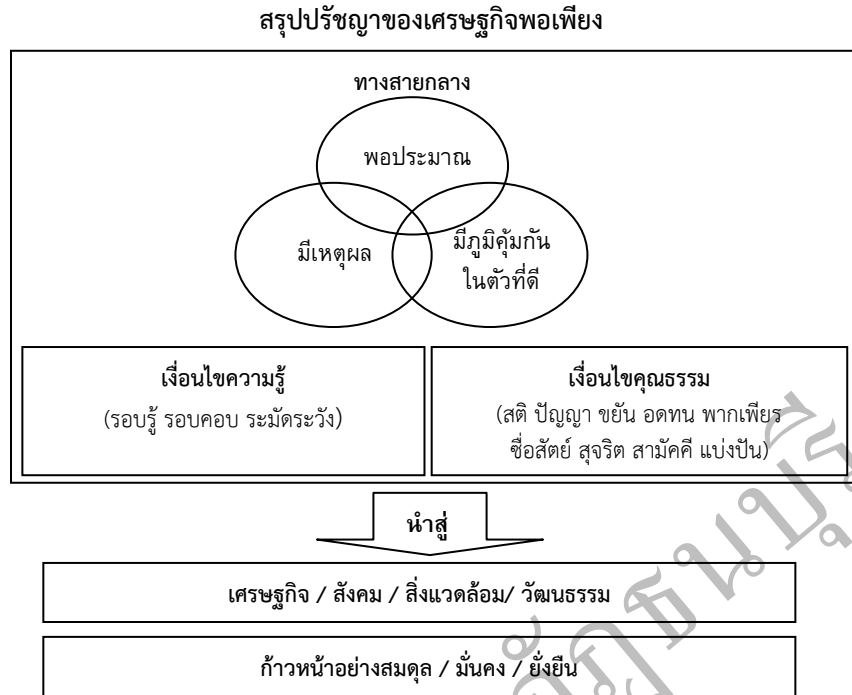 สรุปปรัชญาของเศรษฐกิจพอเพียง
ทางสายกลาง
พอประมาณ
มีเหตุผล
มีภูมิคุ้มกัน
ในตัวที่ดี
เงื่อนไขความรู้
(รอบรู้ รอบคอบ ระมัดระวัง)
เงื่อนไขคุณธรรม
(สติ ปัญญา ขยัน อดทน พากเพียร
ซื่อสัตย์ สุจริต สามัคคี แบ่งปัน)
นำสู่
เศรษฐกิจ / สังคม / สิ่งแวดล้อม/ วัฒนธรรม
ก้าวหน้าอย่างสมดุล / มั่นคง / ยั่งยืน